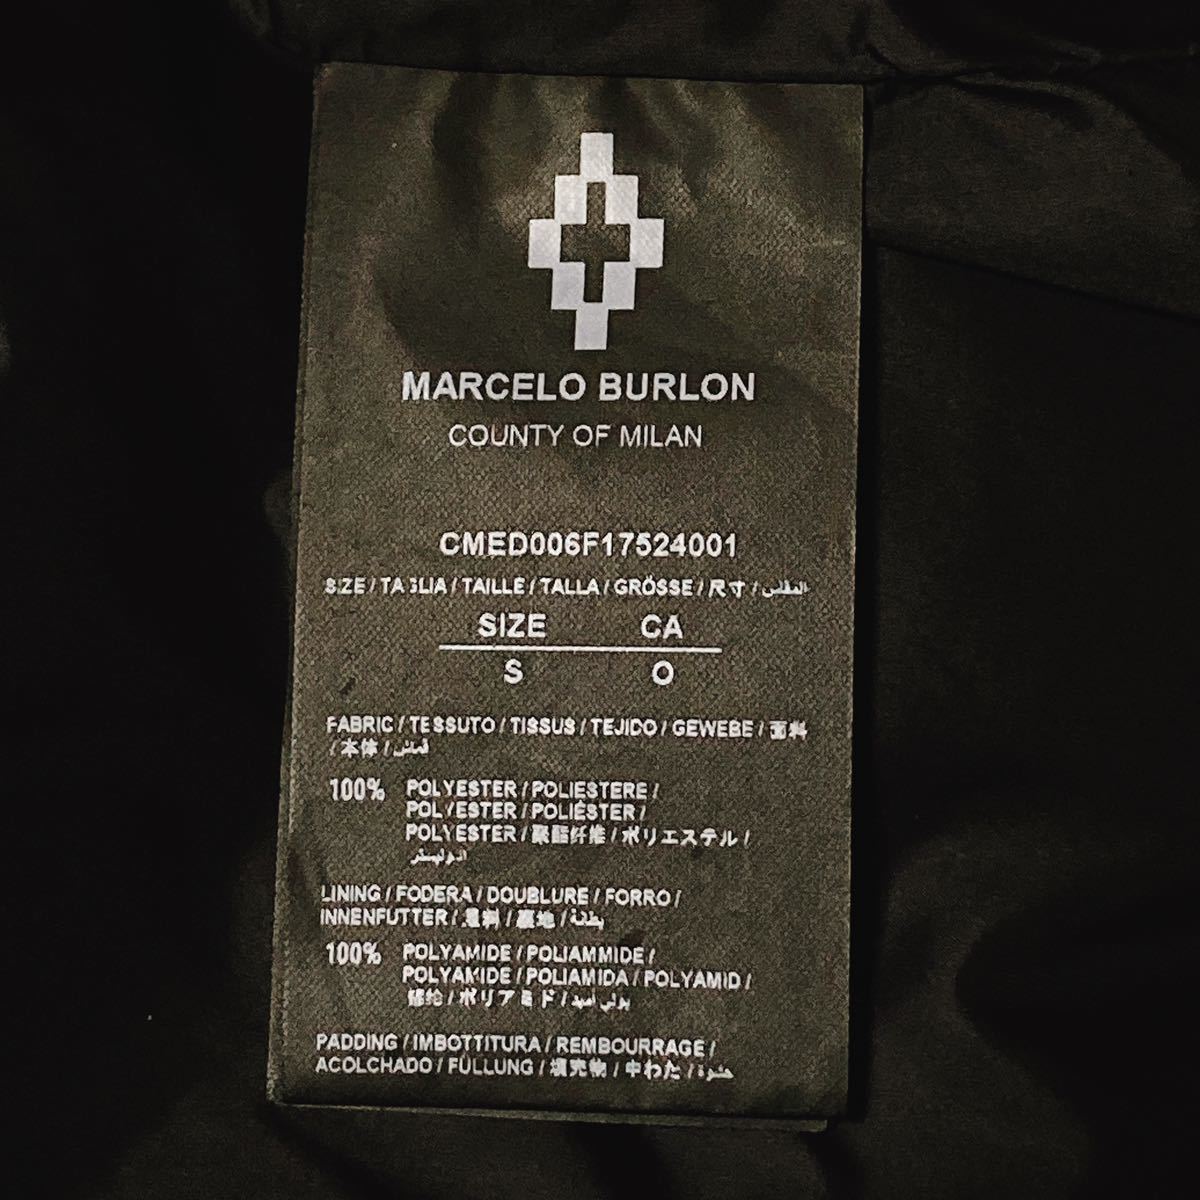 MARCELO BURLON
COUNTY OF MILAN
CMED006F17524001
SIZE / TAGLIA / TAILLE / TALLA / GRÖSSE / 尺寸 / المقاس
SIZE CA
S O
FABRIC / TESSUTO / TISSUS / TEJIDO / GEWEBE / 面料
/ 本体 / قماش
100% POLYESTER / POLIESTERE /
POLYESTER / POLIÉSTER /
POLYESTER / 聚酯纤维 / ポリエステル /
البوليستر
LINING / FODERA / DOUBLURE / FORRO /
INNENFUTTER / 里料 / 裏地 / بطانة
100% POLYAMIDE / POLIAMMIDE /
POLYAMIDE / POLIAMIDA / POLYAMID /
锦纶 / ポリアミド / بولي أميد
PADDING / IMBOTTITURA / REMBOURRAGE /
ACOLCHADO / FÜLLUNG / 填充物 / 中わた / حشوة